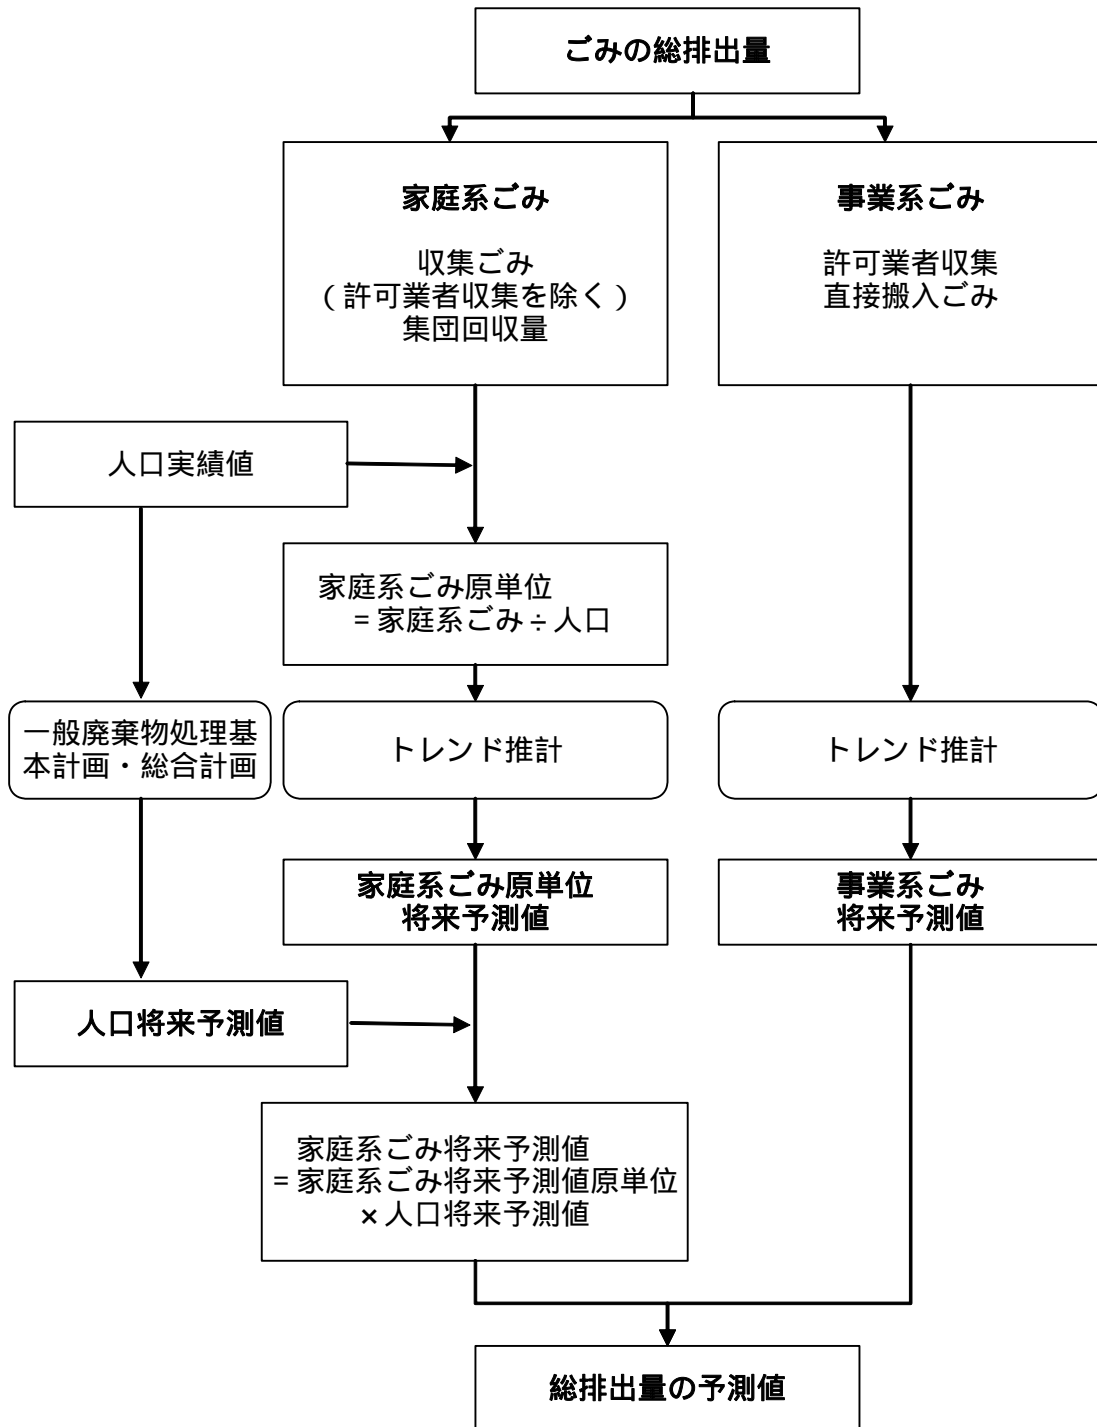 ごみの総排出量
家庭系ごみ
収集ごみ
（許可業者収集を除く）
集団回収量
事業系ごみ
許可業者収集
直接搬入ごみ
人口実績値
家庭系ごみ原単位
＝家庭系ごみ÷人口
一般廃棄物処理基
本計画・総合計画
トレンド推計
トレンド推計
家庭系ごみ原単位
将来予測値
事業系ごみ
将来予測値
人口将来予測値
家庭系ごみ将来予測値
＝家庭系ごみ将来予測値原単位
×人口将来予測値
総排出量の予測値